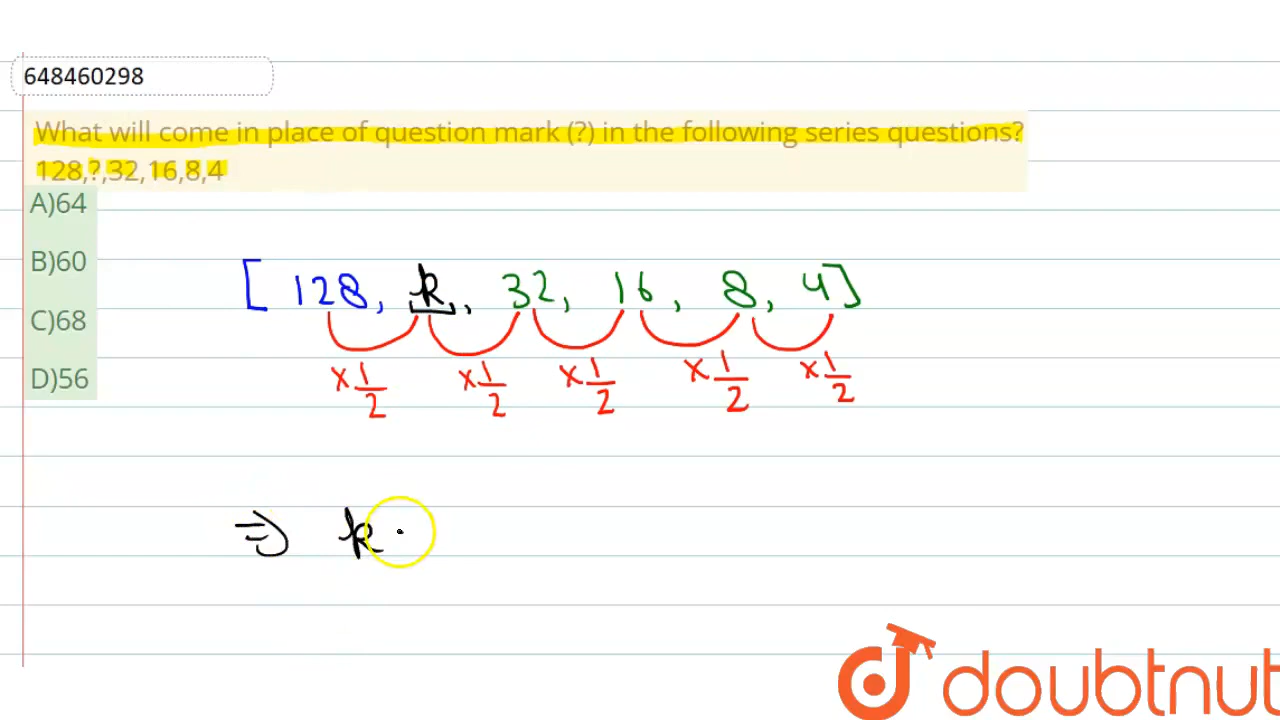 648460298
What will come in place of question mark (?) in the following series questions?
128,?,32,16,8,4
A)64
B)60
C)68
D)56
[ 128, k, 32, 16, 8, 4]
×1/2 ×1/2 ×1/2 ×1/2 ×1/2
⇒ k
doubtnut